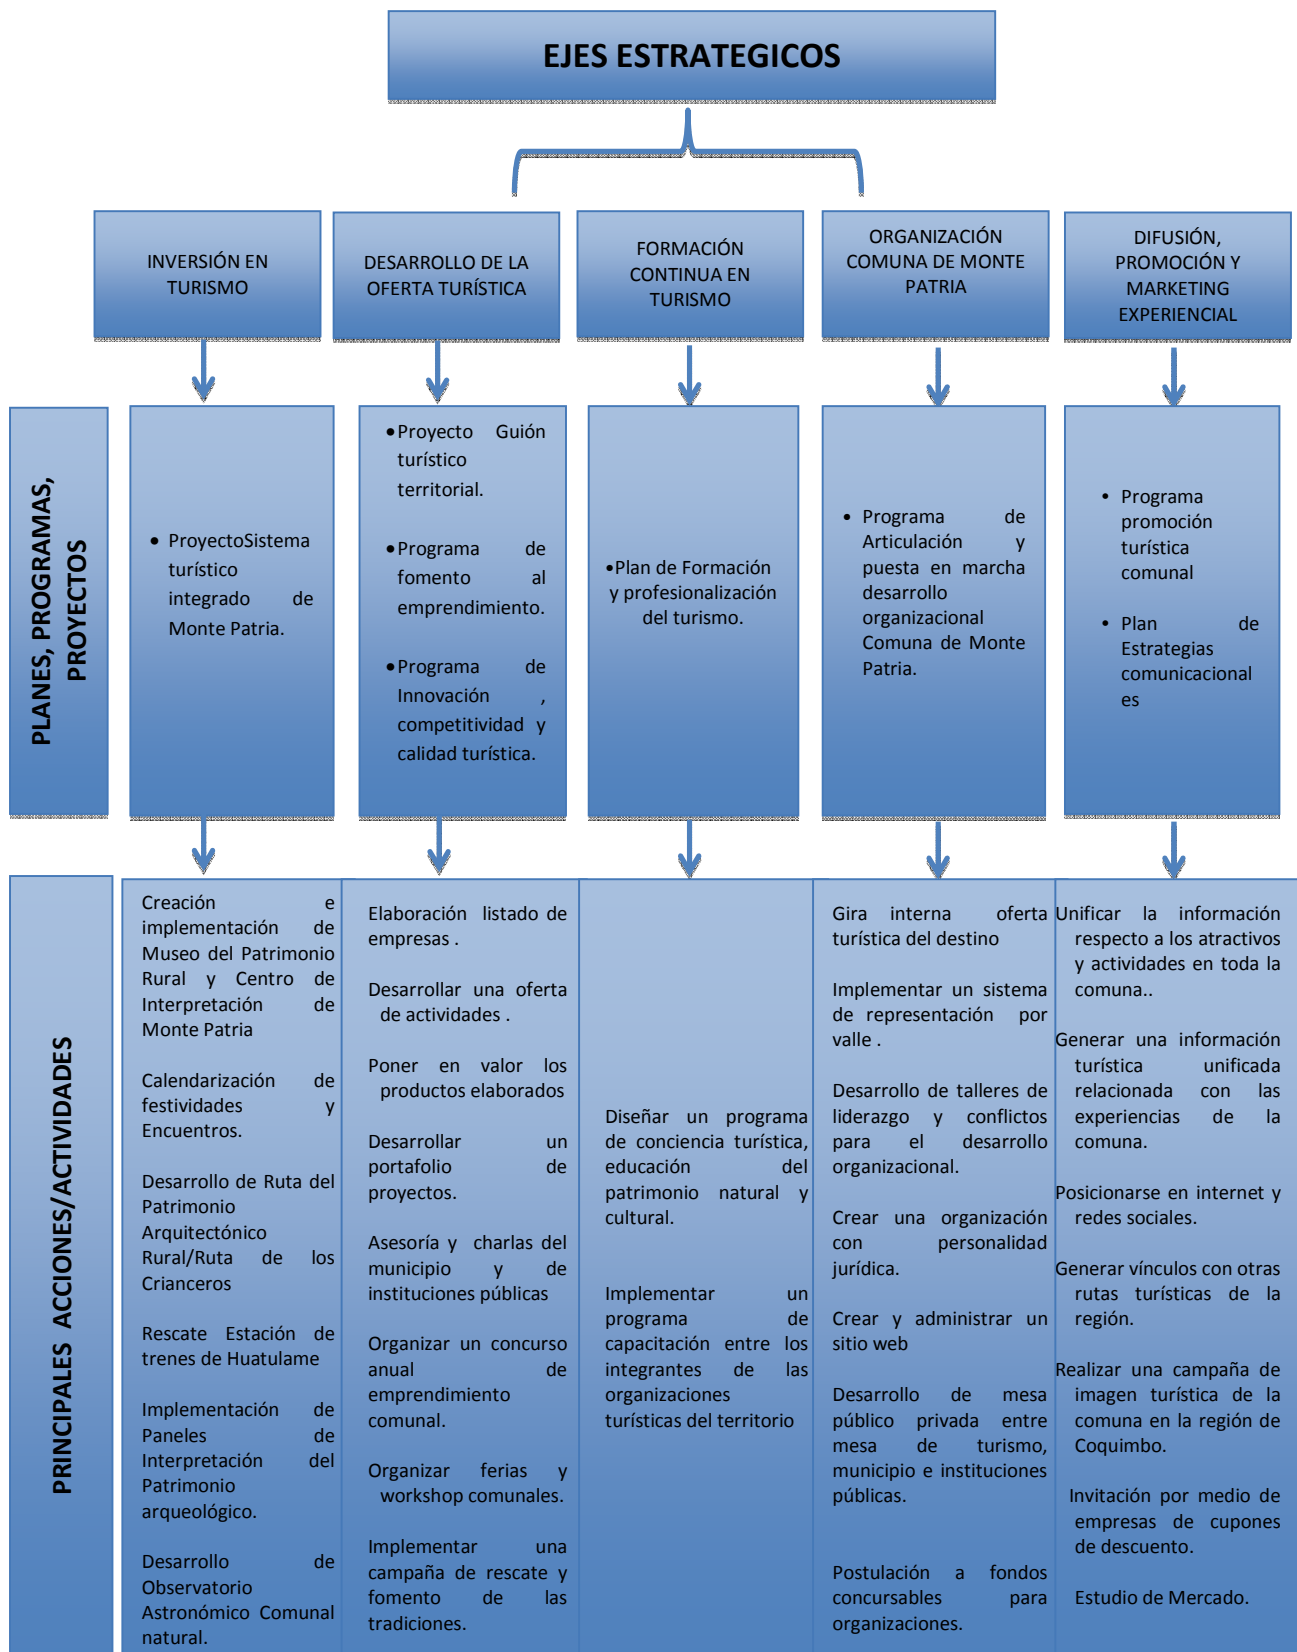 EJES ESTRATEGICOS
INVERSIÓN EN
TURISMO
DESARROLLO DE LA
OFERTA TURÍSTICA
FORMACIÓN
CONTINUA EN
TURISMO
ORGANIZACIÓN
COMUNA DE MONTE
PATRIA
DIFUSIÓN,
PROMOCIÓN Y
MARKETING
EXPERIENCIAL
PLANES, PROGRAMAS,
PROYECTOS
• ProyectoSistema
turístico
integrado de
Monte Patria.
•Proyecto Guión
turístico
territorial.
•Programa de
fomento al
emprendimiento.
•Programa de
Innovación ,
competitividad y
calidad turística.
•Plan de Formación
y profesionalización
del turismo.
• Programa de
Articulación y
puesta en marcha
desarrollo
organizacional
Comuna de Monte
Patria.
• Programa
promoción
turística
comunal
• Plan de
Estrategias
comunicacional
es
PRINCIPALES ACCIONES/ACTIVIDADES
Creación e
implementación de
Museo del Patrimonio
Rural y Centro de
Interpretación de
Monte Patria
Calendarización de
festividades y
Encuentros.
Desarrollo de Ruta del
Patrimonio
Arquitectónico
Rural/Ruta de los
Crianceros
Rescate Estación de
trenes de Huatulame
Implementación de
Paneles de
Interpretación del
Patrimonio
arqueológico.
Desarrollo de
Observatorio
Astronómico Comunal
natural.
Elaboración listado de
empresas .
Desarrollar una oferta
de actividades .
Poner en valor los
productos elaborados
Desarrollar un
portafolio de
proyectos.
Asesoría y charlas del
municipio y de
instituciones públicas
Organizar un concurso
anual de
emprendimiento
comunal.
Organizar ferias y
workshop comunales.
Implementar una
campaña de rescate y
fomento de las
tradiciones.
Diseñar un programa
de conciencia turística,
educación del
patrimonio natural y
cultural.
Implementar un
programa de
capacitación entre los
integrantes de las
organizaciones
turísticas del territorio
Gira interna oferta
turística del destino
Implementar un sistema
de representación por
valle .
Desarrollo de talleres de
liderazgo y conflictos
para el desarrollo
organizacional.
Crear una organización
con personalidad
jurídica.
Crear y administrar un
sitio web
Desarrollo de mesa
público privada entre
mesa de turismo,
municipio e instituciones
públicas.
Postulación a fondos
concursables para
organizaciones.
Unificar la información
respecto a los atractivos
y actividades en toda la
comuna..
Generar una información
turística unificada
relacionada con las
experiencias de la
comuna.
Posicionarse en internet y
redes sociales.
Generar vínculos con otras
rutas turísticas de la
región.
Realizar una campaña de
imagen turística de la
comuna en la región de
Coquimbo.
Invitación por medio de
empresas de cupones
de descuento.
Estudio de Mercado.